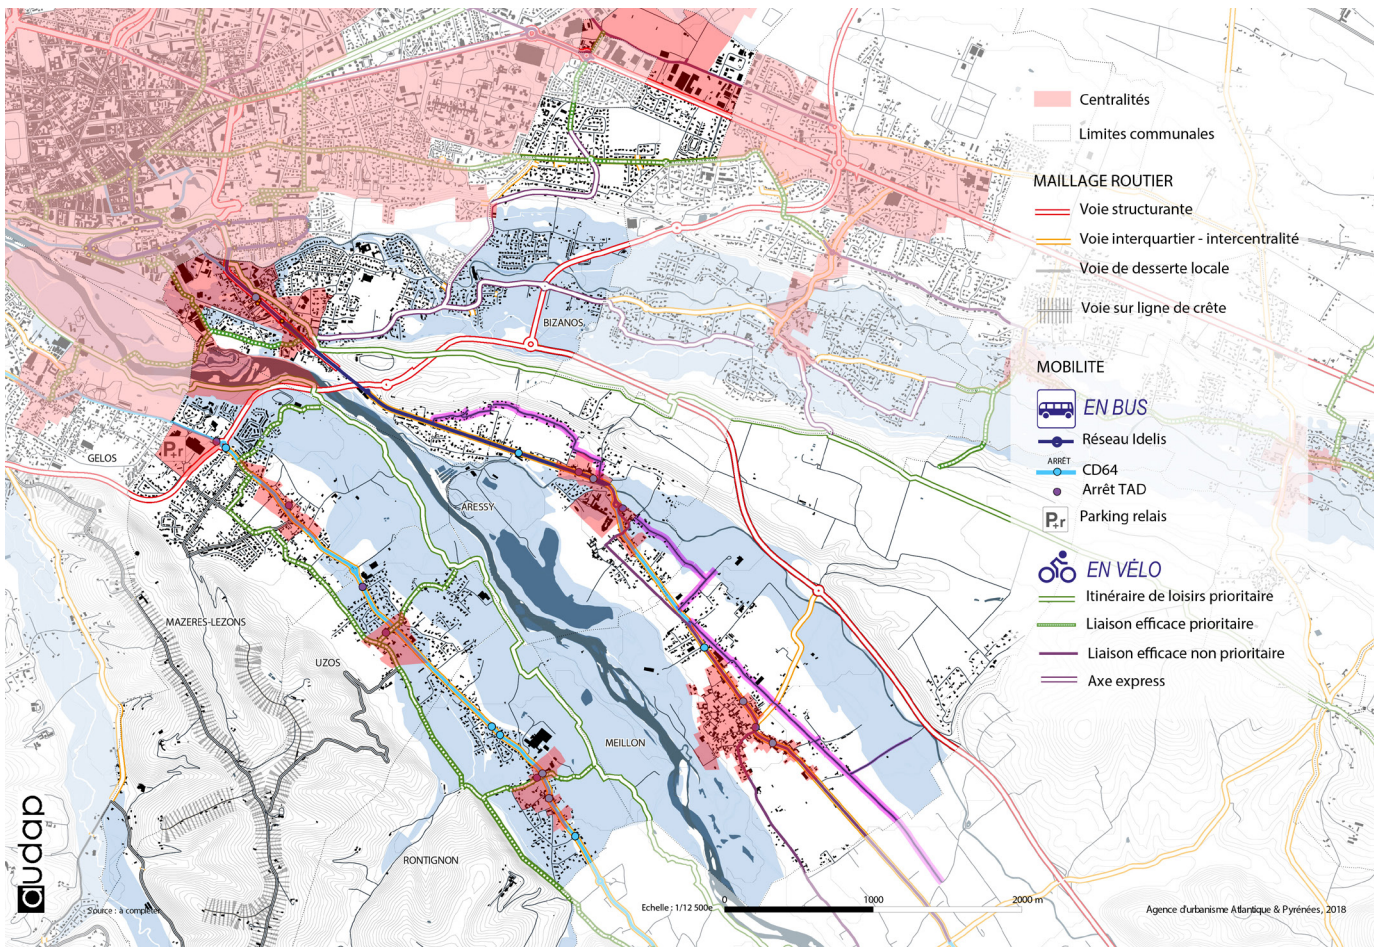 Centralités
Limites communales
MAILLAGE ROUTIER
Voie structurante
Voie interquartier - intercentralité
Voie de desserte locale
Voie sur ligne de crête
MOBILITE
EN BUS
Réseau Idelis
ARRÊT
CD64
Arrêt TAD
P+r
Parking relais
EN VÉLO
Itinéraire de loisirs prioritaire
Liaison efficace prioritaire
Liaison efficace non prioritaire
Axe express
BIZANOS
P+r
GELOS
ARESSY
MAZERES-LEZONS
UZOS
MEILLON
RONTIGNON
audap
Source : à compléter
Echelle : 1/12 500e
0
1000
2000 m
Agence d'urbanisme Atlantique & Pyrénées, 2018